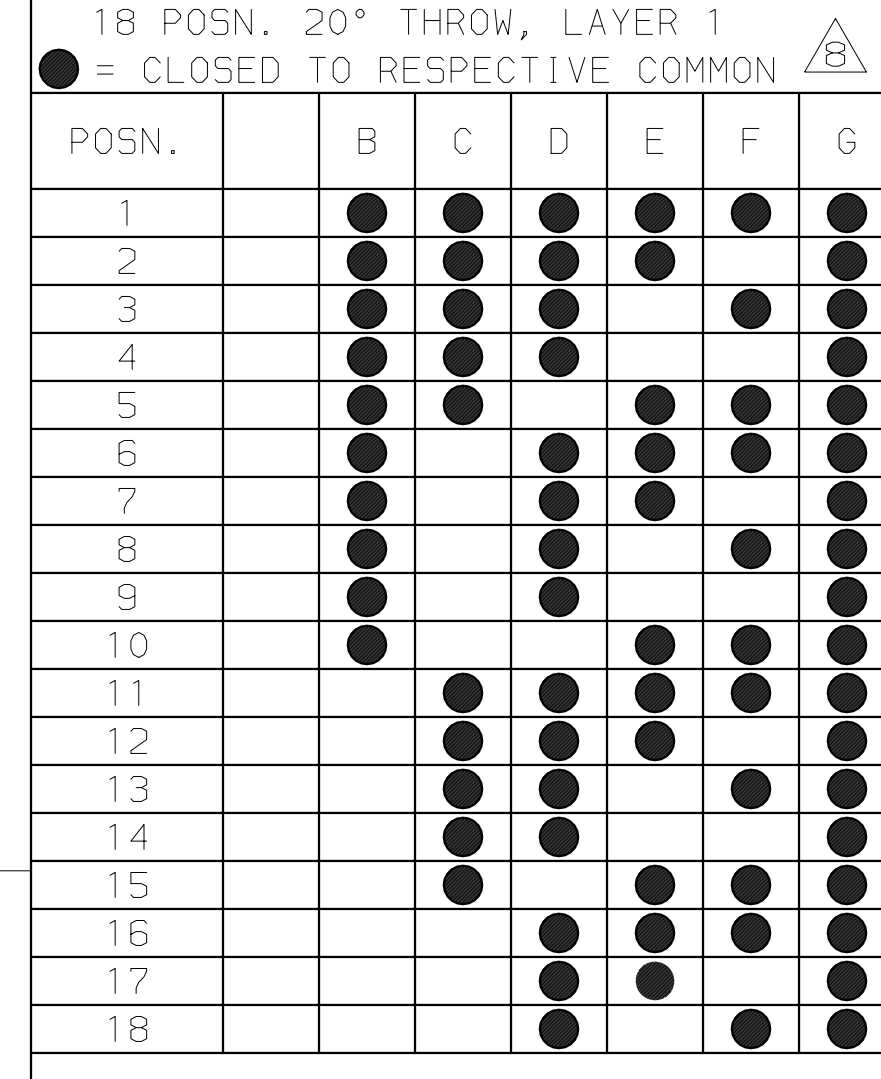 18 POSN. 20° THROW, LAYER 1
● = CLOSED TO RESPECTIVE COMMON 8
POSN. B C D E F G
1 ● ● ● ● ● ●
2 ● ● ● ● ●
3 ● ● ● ● ●
4 ● ● ● ●
5 ● ● ● ● ●
6 ● ● ● ● ●
7 ● ● ● ●
8 ● ● ● ●
9 ● ● ●
10 ● ● ● ●
11 ● ● ● ● ●
12 ● ● ● ●
13 ● ● ● ●
14 ● ● ●
15 ● ● ● ●
16 ● ● ● ●
17 ● ● ●
18 ● ● ●